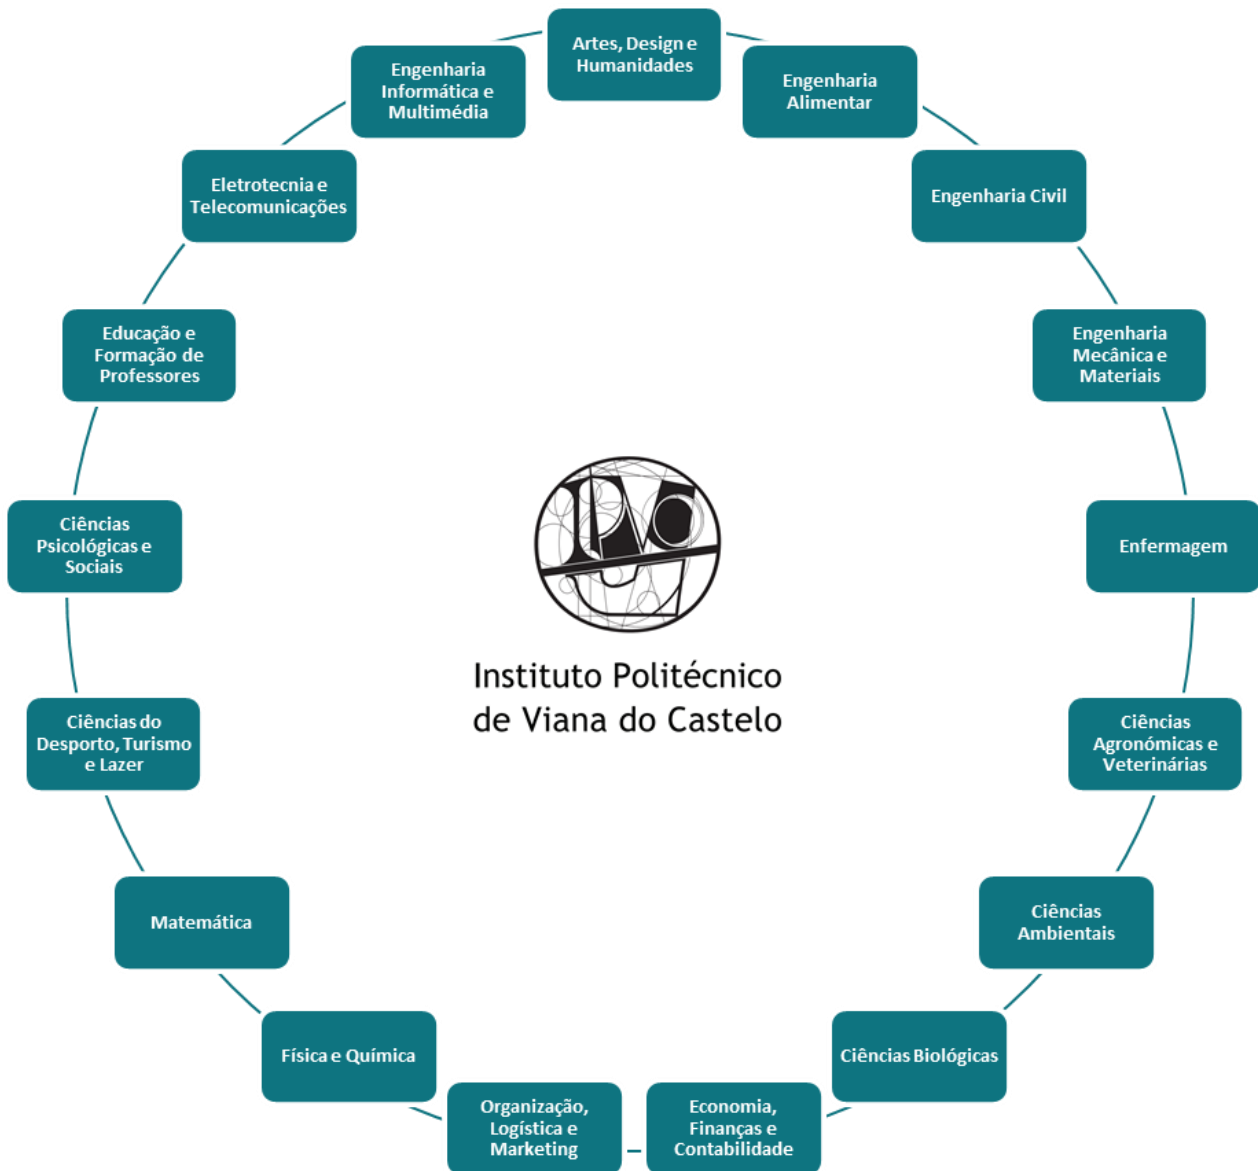 Artes, Design e
Humanidades
Engenharia
Alimentar
Engenharia Civil
Engenharia
Mecânica e
Materiais
Enfermagem
Ciências
Agronómicas e
Veterinárias
Ciências
Ambientais
Ciências Biológicas
Economia,
Finanças e
Contabilidade
Organização,
Logística e
Marketing
Física e Química
Matemática
Ciências do
Desporto, Turismo
e Lazer
Ciências
Psicológicas e
Sociais
Educação e
Formação de
Professores
Eletrotecnia e
Telecomunicações
Engenharia
Informática e
Multimédia
IPVC
Instituto Politécnico
de Viana do Castelo